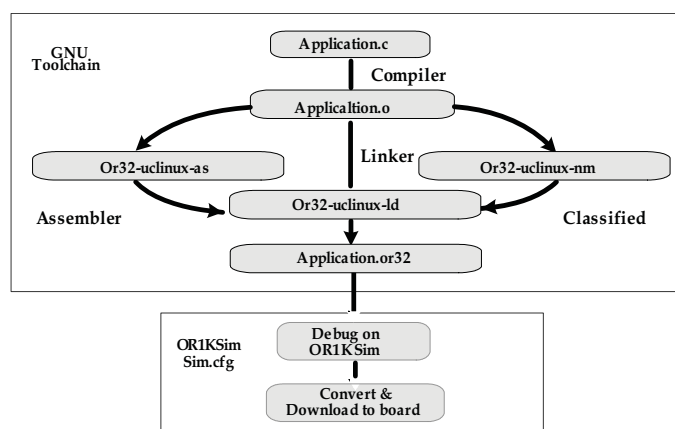 GNU
Toolchain
Application.c
Compiler
Applicaltion.o
Or32-uclinux-as
Linker
Or32-uclinux-nm
Assembler
Or32-uclinux-ld
Classified
Application.or32
OR1KSim
Sim.cfg
Debug on
OR1KSim
Convert &
Download to board